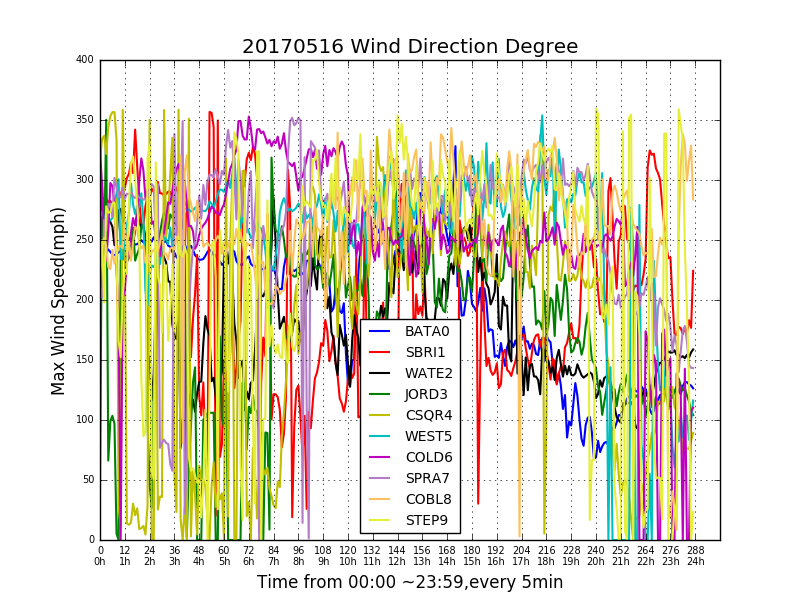 20170516 Wind Direction Degree
Max Wind Speed(mph)
400
350
300
250
200
150
100
50
0
BATA0
SBRI1
WATE2
JORD3
CSQR4
WEST5
COLD6
SPRA7
COBL8
STEP9
0 12 24 36 48 60 72 84 96 108 120 132 144 156 168 180 192 204 216 228 240 252 264 276 288
0h 1h 2h 3h 4h 5h 6h 7h 8h 9h 10h 11h 12h 13h 14h 15h 16h 17h 18h 19h 20h 21h 22h 23h 24h
Time from 00:00 ~23:59,every 5min